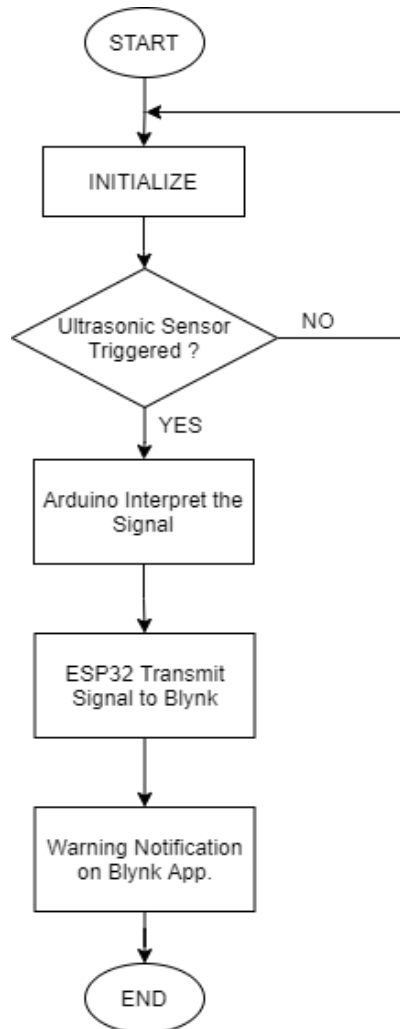 START
INITIALIZE
Ultrasonic Sensor
Triggered ?
NO
YES
Arduino Interpret the
Signal
ESP32 Transmit
Signal to Blynk
Warning Notification
on Blynk App.
END